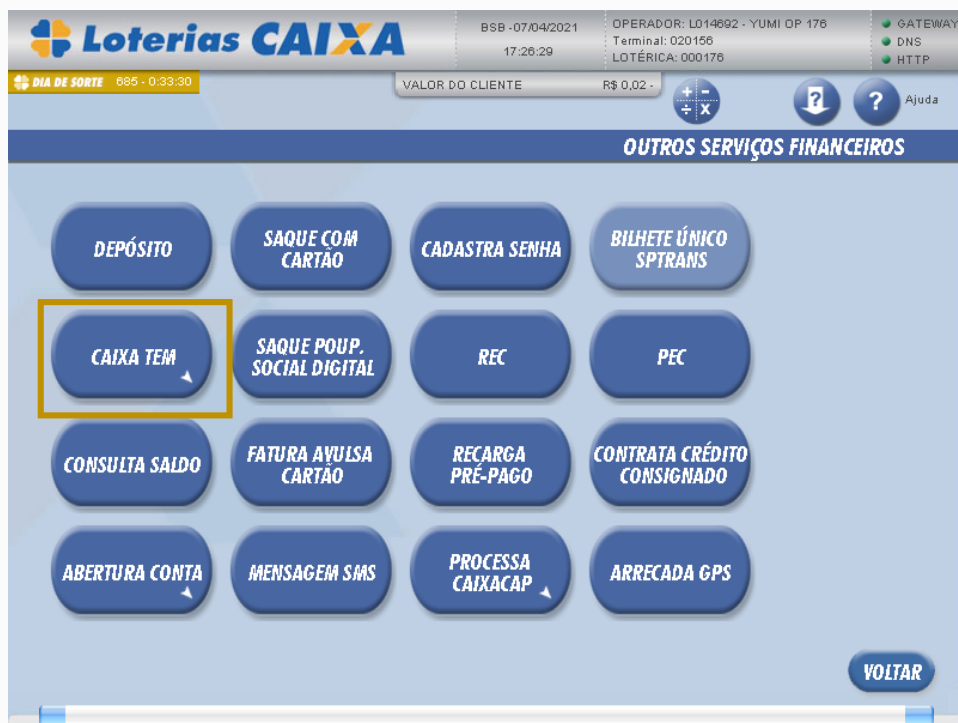 Loterias CAIXA
BSB -07/04/2021
17:26:29
OPERADOR: L014692 - YUMI OP 176
Terminal: 020156
LOTÉRICA: 000176
GATEWAY
DNS
HTTP
DIA DE SORTE 685 - 0:33:30
VALOR DO CLIENTE R$ 0,02 -
+ -
÷ x
?
? Ajuda
OUTROS SERVIÇOS FINANCEIROS
DEPÓSITO
SAQUE COM
CARTÃO
CADASTRA SENHA
BILHETE ÚNICO
SPTRANS
CAIXA TEM
SAQUE POUP.
SOCIAL DIGITAL
REC
PEC
CONSULTA SALDO
FATURA AVULSA
CARTÃO
RECARGA
PRÉ-PAGO
CONTRATA CRÉDITO
CONSIGNADO
ABERTURA CONTA
MENSAGEM SMS
PROCESSA
CAIXACAP
ARRECADA GPS
VOLTAR